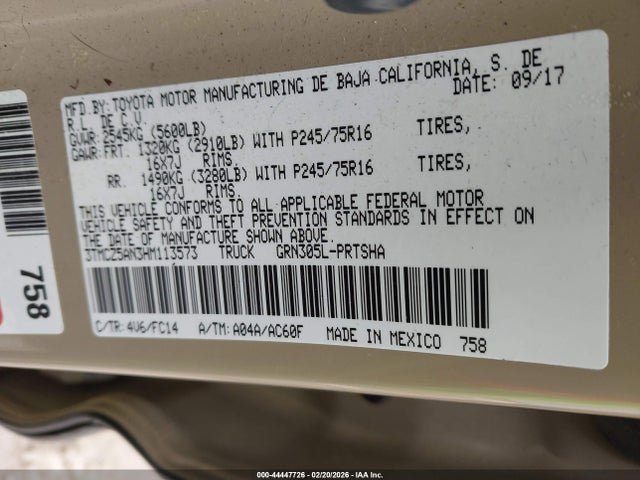 MFD BY: TOYOTA MOTOR MANUFACTURING DE BAJA CALIFORNIA, S. DE
R. L. DE C.V. DATE: 09/17
GVWR: 2545KG (5600LB)
GAWR: FRT. 1320KG (2910LB) WITH P245/75R16 TIRES,
16X7J RIMS.
RR. 1490KG (3280LB) WITH P245/75R16 TIRES,
16X7J RIMS.
THIS VEHICLE CONFORMS TO ALL APPLICABLE FEDERAL MOTOR
VEHICLE SAFETY AND THEFT PREVENTION STANDARDS IN EFFECT ON
THE DATE OF MANUFACTURE SHOWN ABOVE.
3TMCZ5AN3HM113573 TRUCK GRN305L-PRTSHA
C/TR: 4V6/FC14 A/TM: A04A/AC60F MADE IN MEXICO 758
758
000-44447726 - 02/20/2026 - IAA Inc.